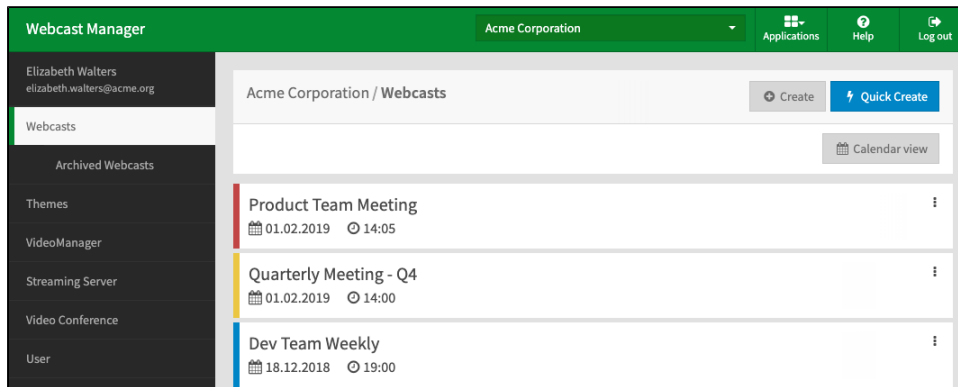 Webcast Manager
Acme Corporation
Applications
Help
Log out
Elizabeth Walters
elizabeth.walters@acme.org
Webcasts
Archived Webcasts
Themes
VideoManager
Streaming Server
Video Conference
User
Acme Corporation / Webcasts
Create
Quick Create
Calendar view
Product Team Meeting
01.02.2019 14:05
Quarterly Meeting - Q4
01.02.2019 14:00
Dev Team Weekly
18.12.2018 19:00